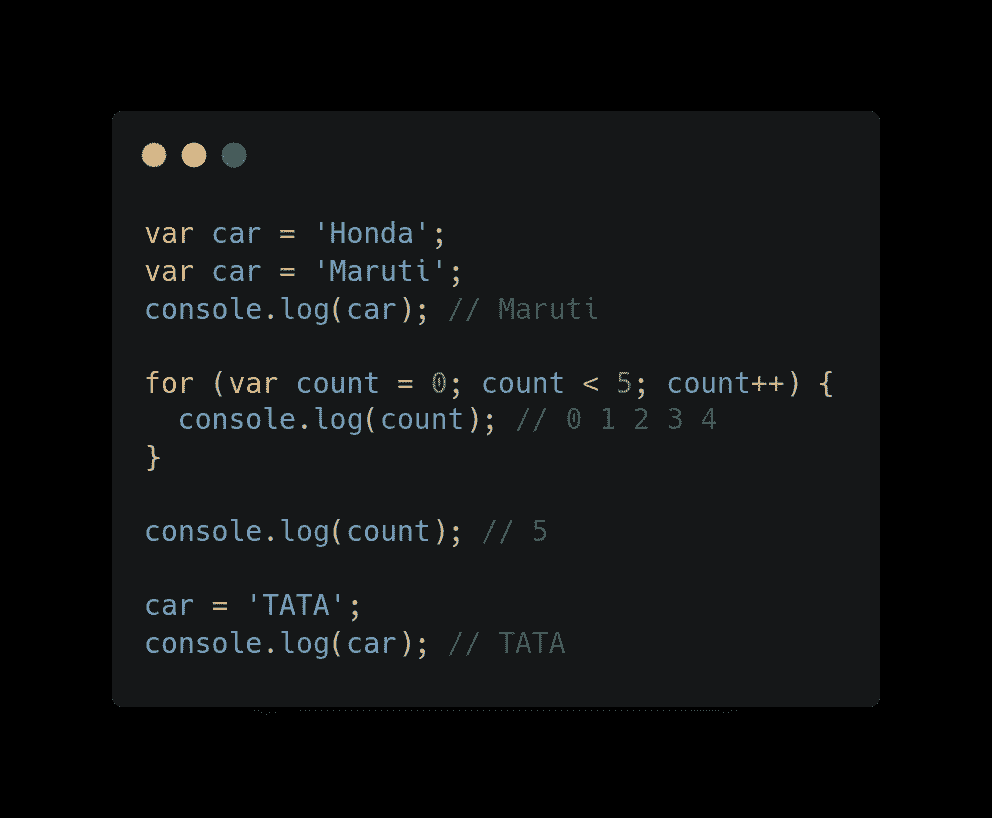 var car = 'Honda';
var car = 'Maruti';
console.log(car); // Maruti
for (var count = 0; count < 5; count++) {
  console.log(count); // 0 1 2 3 4
}
console.log(count); // 5
car = 'TATA';
console.log(car); // TATA